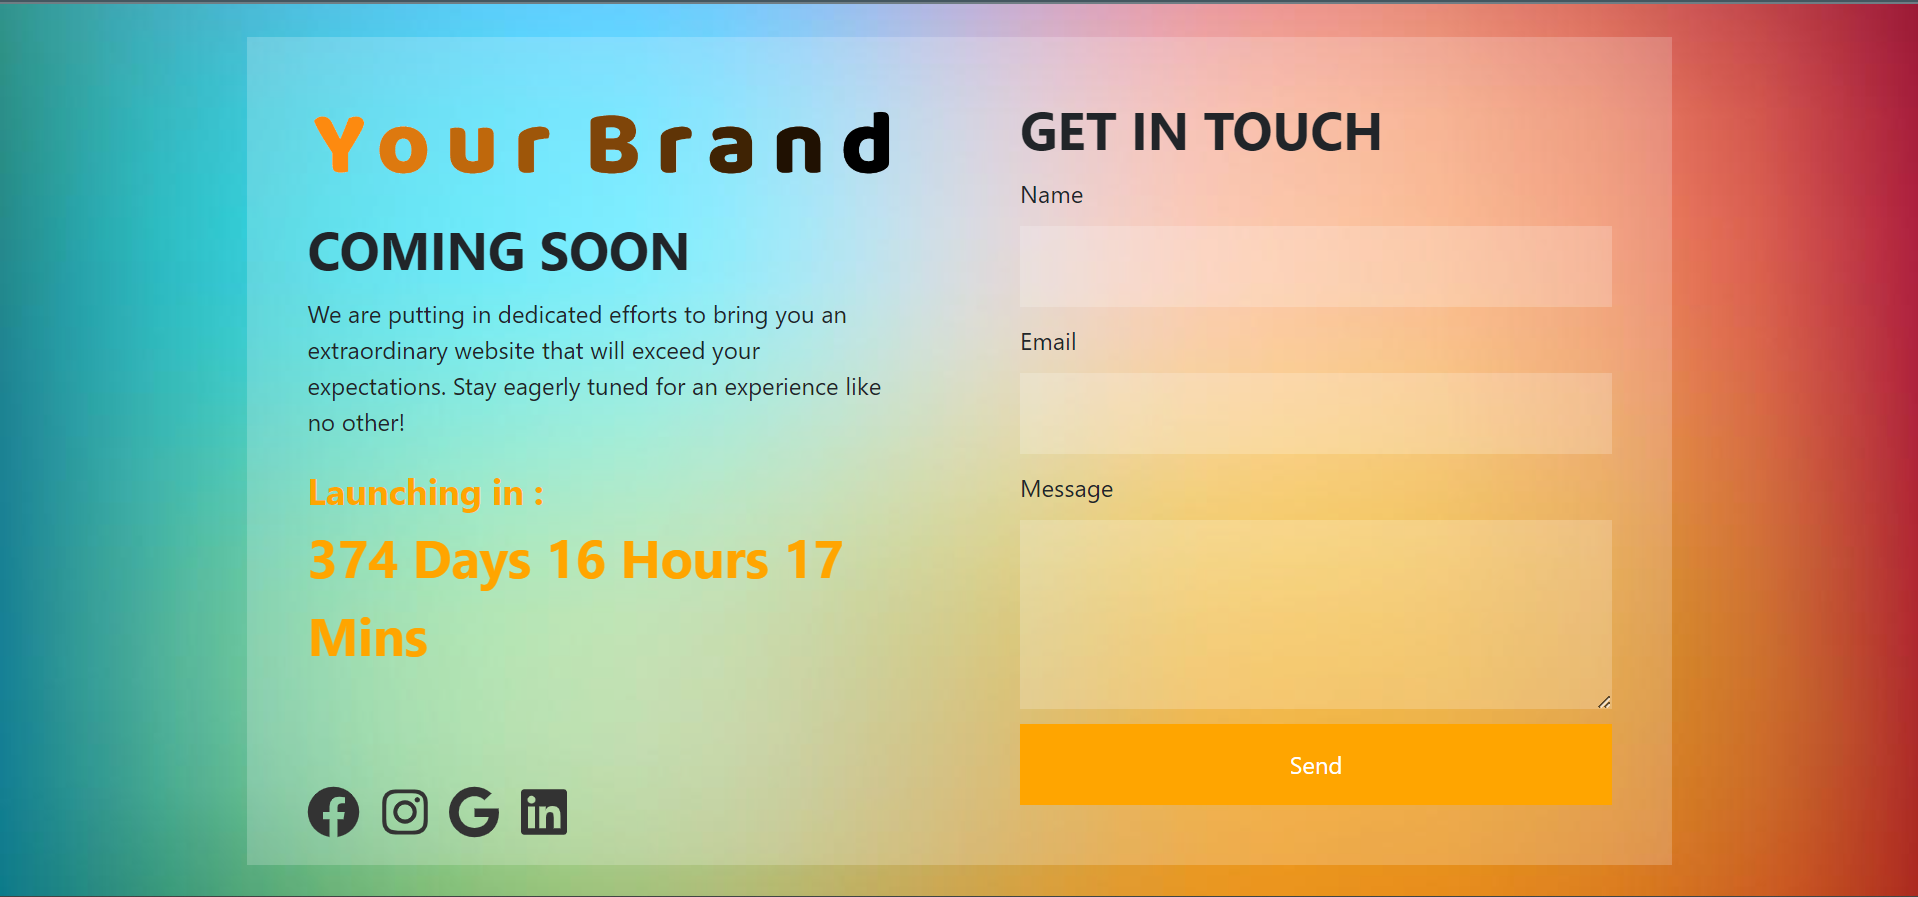 Your Brand
COMING SOON
We are putting in dedicated efforts to bring you an
extraordinary website that will exceed your
expectations. Stay eagerly tuned for an experience like
no other!
Launching in :
374 Days 16 Hours 17
Mins
GET IN TOUCH
Name
Email
Message
Send